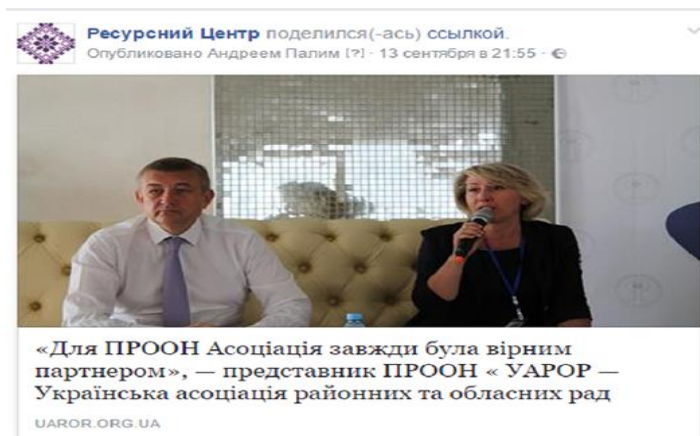 Ресурсний Центр поделился(-ась) ссылкой.
Опубликовано Андреем Палим [?] · 13 сентября в 21:55 ·
«Для ПРООН Асоціація завжди була вірним
партнером», — представник ПРООН « УАРОР —
Українська асоціація районних та обласних рад
UAROR.ORG.UA